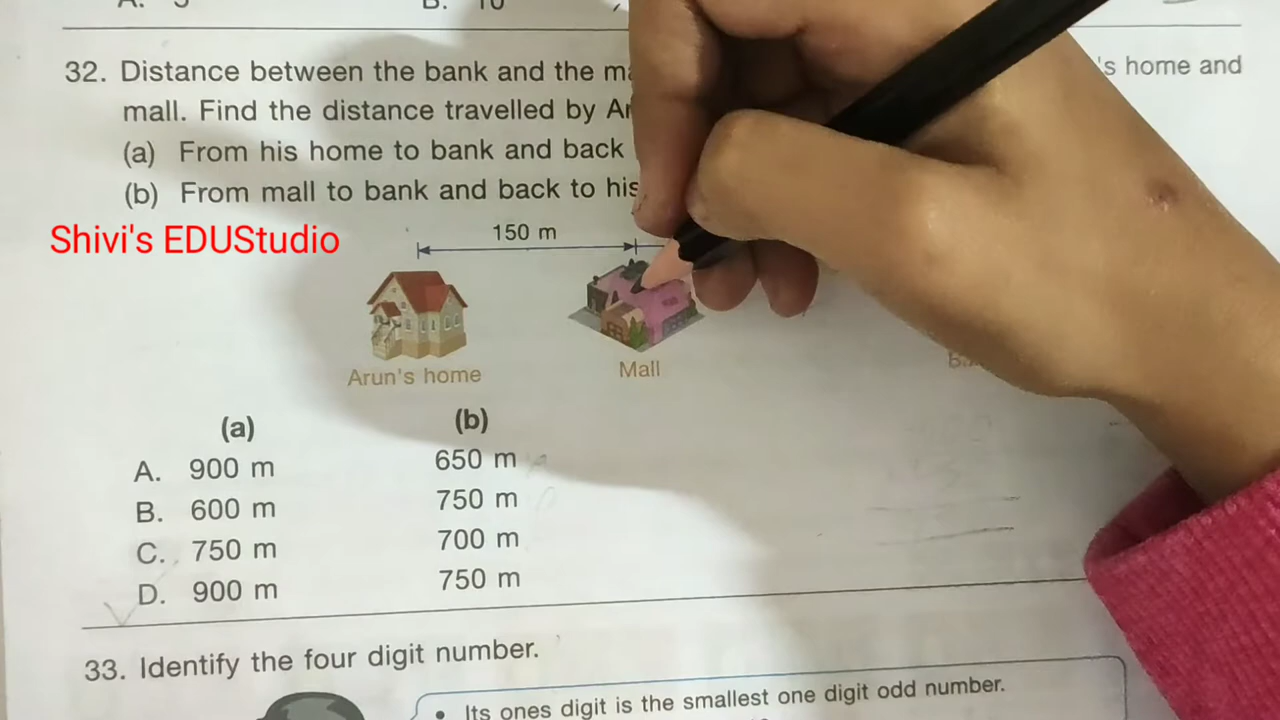 32. Distance between the bank and the 's home and
mall. Find the distance travelled by
(a) From his home to bank and back
(b) From mall to bank and back to his
Shivi's EDUStudio
150 m
Arun's home
Mall
(a) (b)
A. 900 m 650 m
B. 600 m 750 m
C. 750 m 700 m
D. 900 m 750 m
33. Identify the four digit number.
• Its ones digit is the smallest one digit odd number.